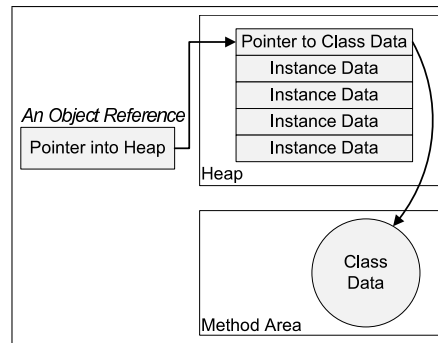 Pointer to Class Data
Instance Data
Instance Data
Instance Data
Instance Data
An Object Reference
Pointer into Heap
Heap
Class
Data
Method Area